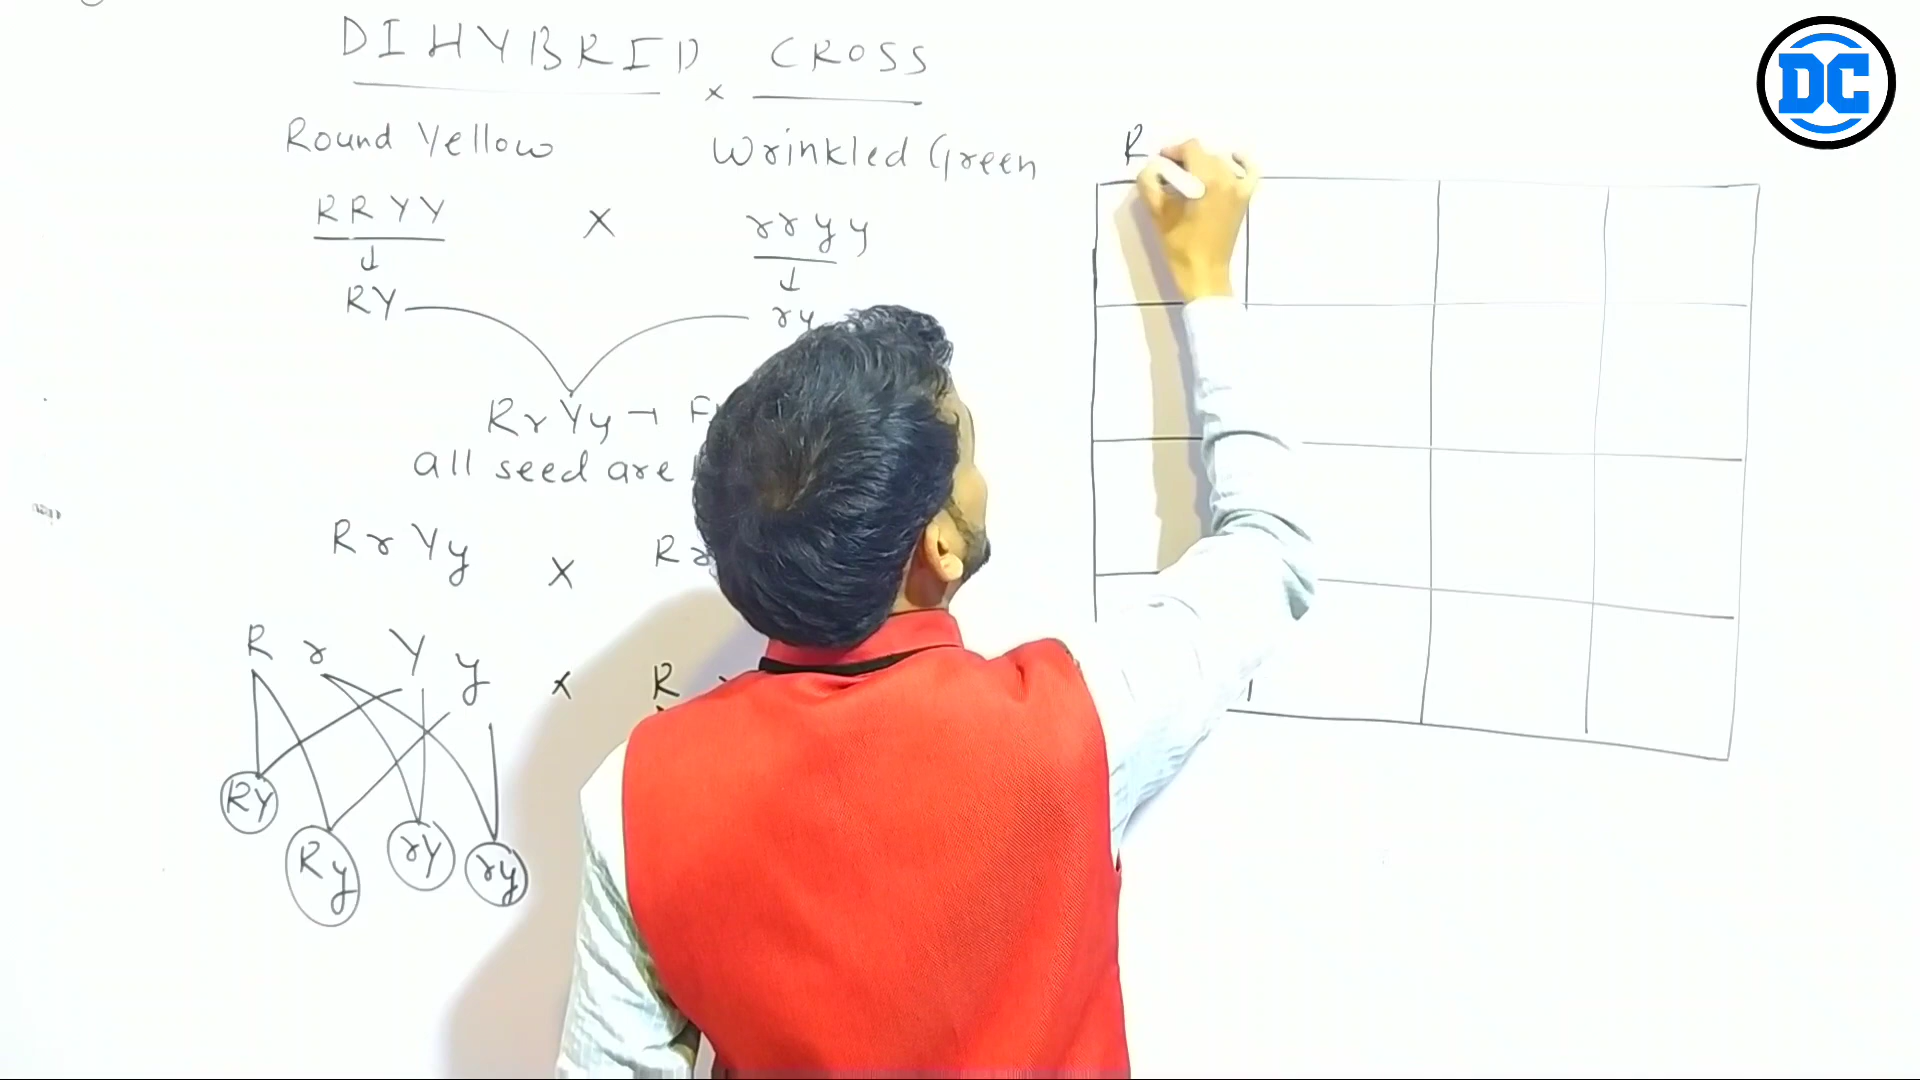 DIHYBRID CROSS
×
Round Yellow Wrinkled Green
RRYY × rryy
↓ ↓
RY ry
RrYy → F
all seed are
RrYy × Rr
R r Y y × R
RY Ry rY ry
R
DC